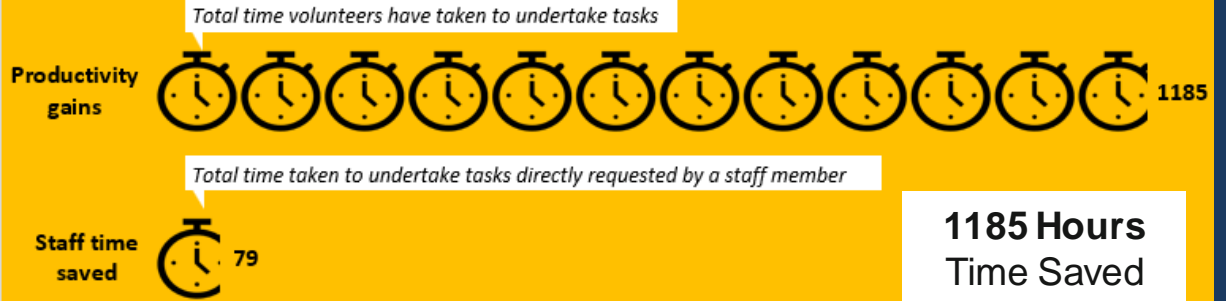 Total time volunteers have taken to undertake tasks
Productivity
gains
1185
Total time taken to undertake tasks directly requested by a staff member
Staff time
saved
79
1185 Hours
Time Saved